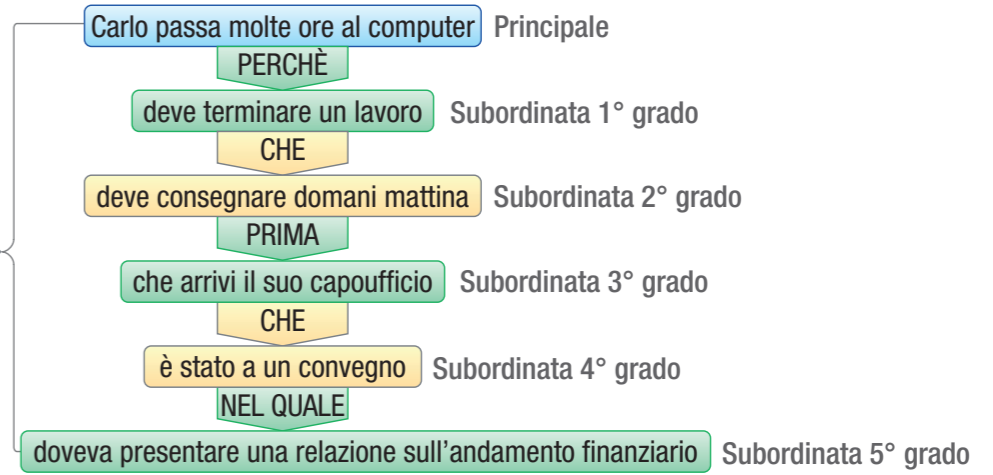 Carlo passa molte ore al computer Principale
PERCHÈ
deve terminare un lavoro Subordinata 1° grado
CHE
deve consegnare domani mattina Subordinata 2° grado
PRIMA
che arrivi il suo capoufficio Subordinata 3° grado
CHE
è stato a un convegno Subordinata 4° grado
NEL QUALE
doveva presentare una relazione sull’andamento finanziario Subordinata 5° grado